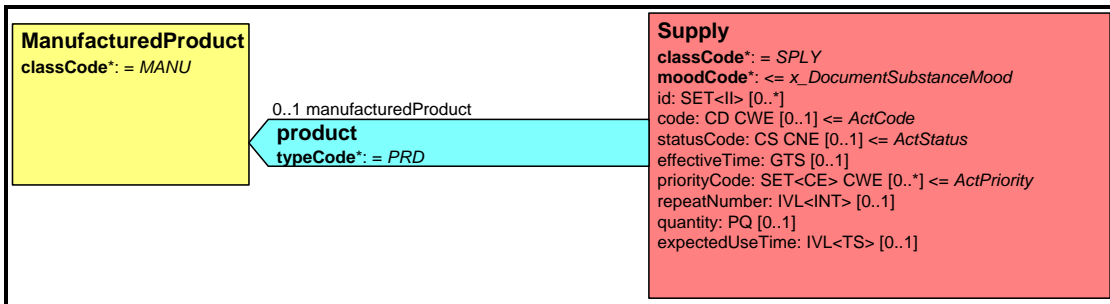 ManufacturedProduct
classCode*: = MANU
0..1 manufacturedProduct
product
typeCode*: = PRD
Supply
classCode*: = SPLY
moodCode*: <= x_DocumentSubstanceMood
id: SET<II> [0..*]
code: CD CWE [0..1] <= ActCode
statusCode: CS CNE [0..1] <= ActStatus
effectiveTime: GTS [0..1]
priorityCode: SET<CE> CWE [0..*] <= ActPriority
repeatNumber: IVL<INT> [0..1]
quantity: PQ [0..1]
expectedUseTime: IVL<TS> [0..1]